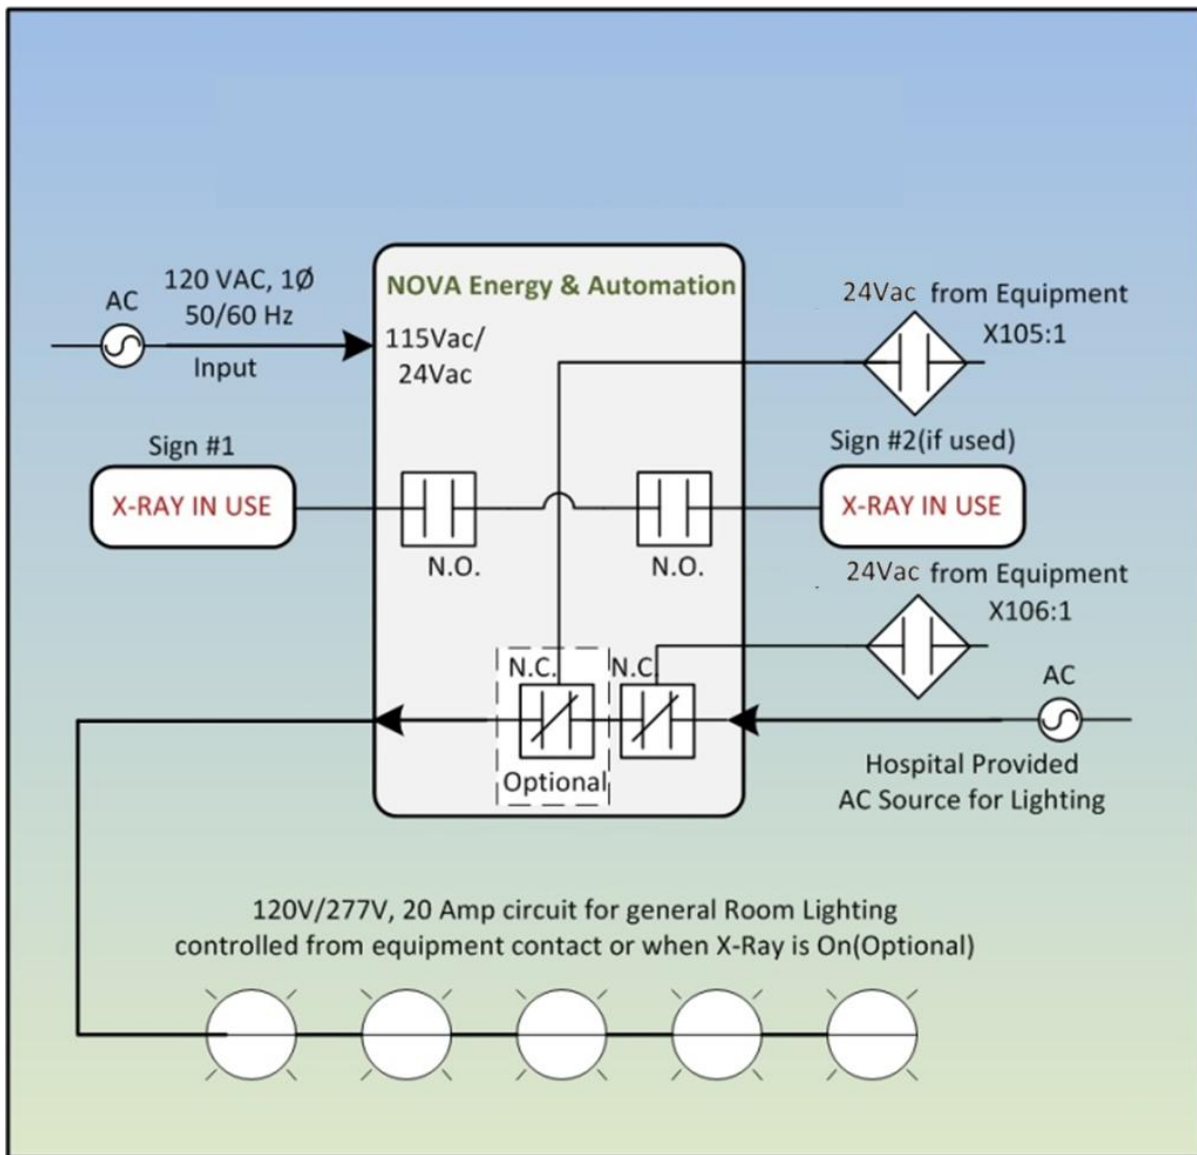 NOVA Energy & Automation
120 VAC, 1Ø
50/60 Hz
AC
Input
115Vac/
24Vac
24Vac from Equipment
X105:1
Sign #1
X-RAY IN USE
N.O.
N.O.
Sign #2(if used)
X-RAY IN USE
24Vac from Equipment
X106:1
N.C.
N.C.
Optional
AC
Hospital Provided
AC Source for Lighting
120V/277V, 20 Amp circuit for general Room Lighting
controlled from equipment contact or when X-Ray is On(Optional)